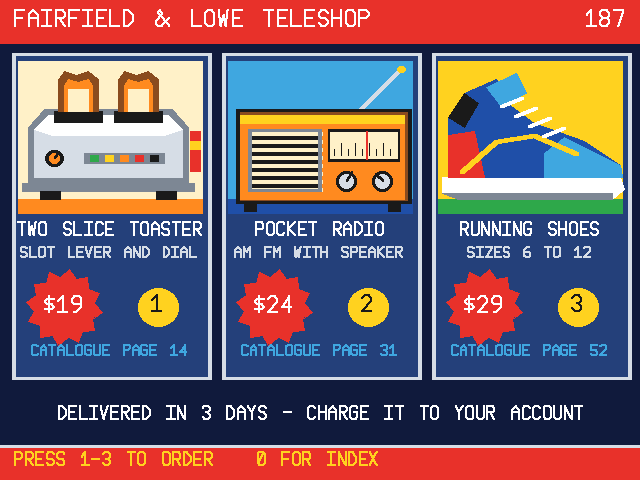 FAIRFIELD & LOWE TELESHOP 187
TWO SLICE TOASTER
SLOT LEVER AND DIAL
$19 1
CATALOGUE PAGE 14
POCKET RADIO
AM FM WITH SPEAKER
$24 2
CATALOGUE PAGE 31
RUNNING SHOES
SIZES 6 TO 12
$29 3
CATALOGUE PAGE 52
DELIVERED IN 3 DAYS - CHARGE IT TO YOUR ACCOUNT
PRESS 1-3 TO ORDER 0 FOR INDEX